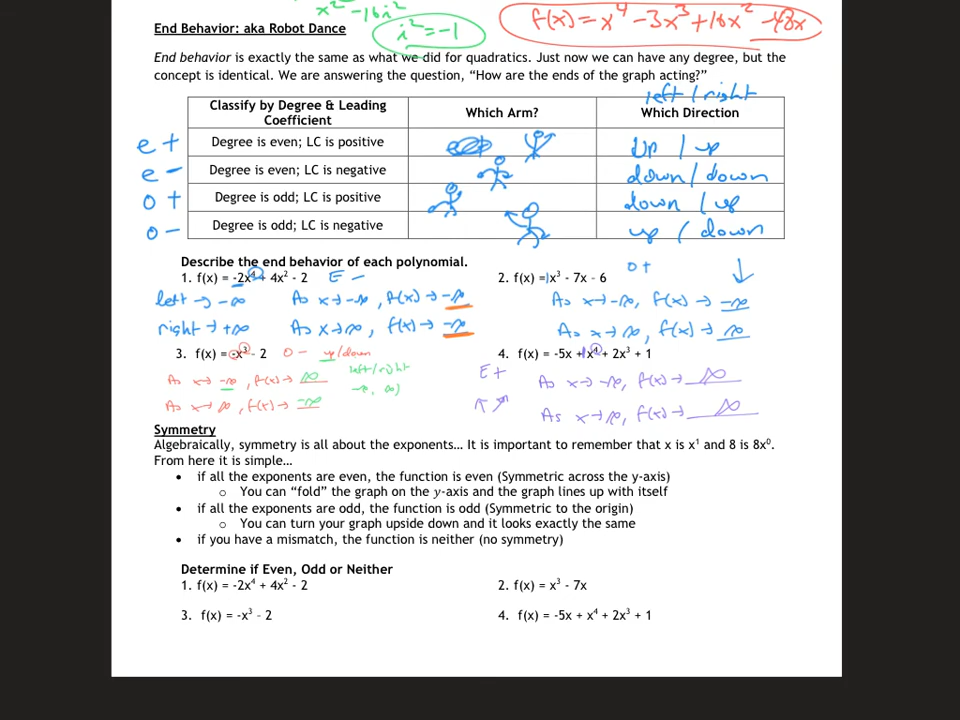 x² - 16i²
i² = -1
f(x) = x⁴ - 3x³ + 16x² - 48x
End Behavior: aka Robot Dance
End behavior is exactly the same as what we did for quadratics. Just now we can have any degree, but the
concept is identical. We are answering the question, “How are the ends of the graph acting?”
left / right
Classify by Degree & Leading Coefficient Which Arm? Which Direction
e + Degree is even; LC is positive up / up
e - Degree is even; LC is negative down / down
o + Degree is odd; LC is positive down / up
o - Degree is odd; LC is negative up / down
Describe the end behavior of each polynomial.
1. f(x) = -2x⁴ + 4x² - 2 E -
left → -∞ As x → -∞, f(x) → -∞
right → +∞ As x → ∞, f(x) → -∞
2. f(x) = 1x³ - 7x - 6 o + ↓
As x → -∞, f(x) → -∞
As x → ∞, f(x) → ∞
3. f(x) = -x³ - 2 o - up/down
left/right
-∞, ∞)
As x → -∞, f(x) → ∞
As x → ∞, f(x) → -∞
4. f(x) = -5x + 1x⁴ + 2x³ + 1
E + As x → -∞, f(x) → ∞
↑ ↗ As x → ∞, f(x) → ∞
Symmetry
Algebraically, symmetry is all about the exponents… It is important to remember that x is x¹ and 8 is 8x⁰.
From here it is simple…
• if all the exponents are even, the function is even (Symmetric across the y-axis)
o You can “fold” the graph on the y-axis and the graph lines up with itself
• if all the exponents are odd, the function is odd (Symmetric to the origin)
o You can turn your graph upside down and it looks exactly the same
• if you have a mismatch, the function is neither (no symmetry)
Determine if Even, Odd or Neither
1. f(x) = -2x⁴ + 4x² - 2 2. f(x) = x³ - 7x
3. f(x) = -x³ – 2 4. f(x) = -5x + x⁴ + 2x³ + 1